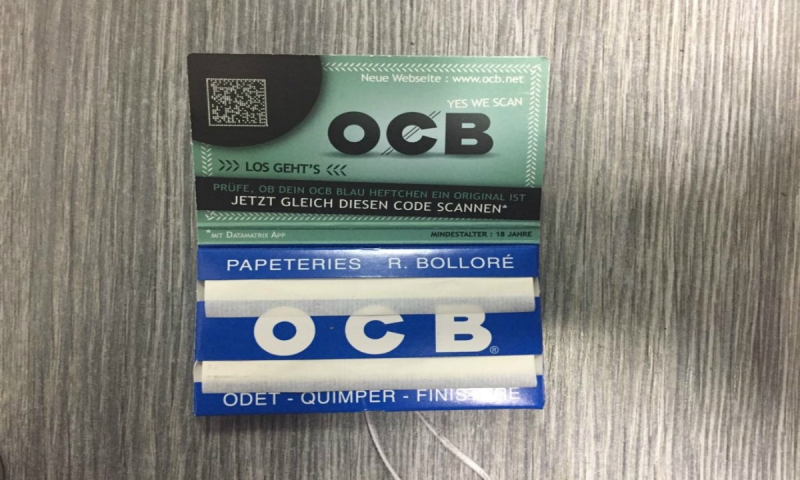 Neue Webseite : www.ocb.net
YES WE SCAN
OCB
>>> LOS GEHT'S <<<
PRÜFE, OB DEIN OCB BLAU HEFTCHEN EIN ORIGINAL IST
JETZT GLEICH DIESEN CODE SCANNEN*
*MIT DATAMATRIX APP
MINDESTALTER : 18 JAHRE
PAPETERIES R. BOLLORÉ
OCB®
ODET - QUIMPER - FINISTÈRE